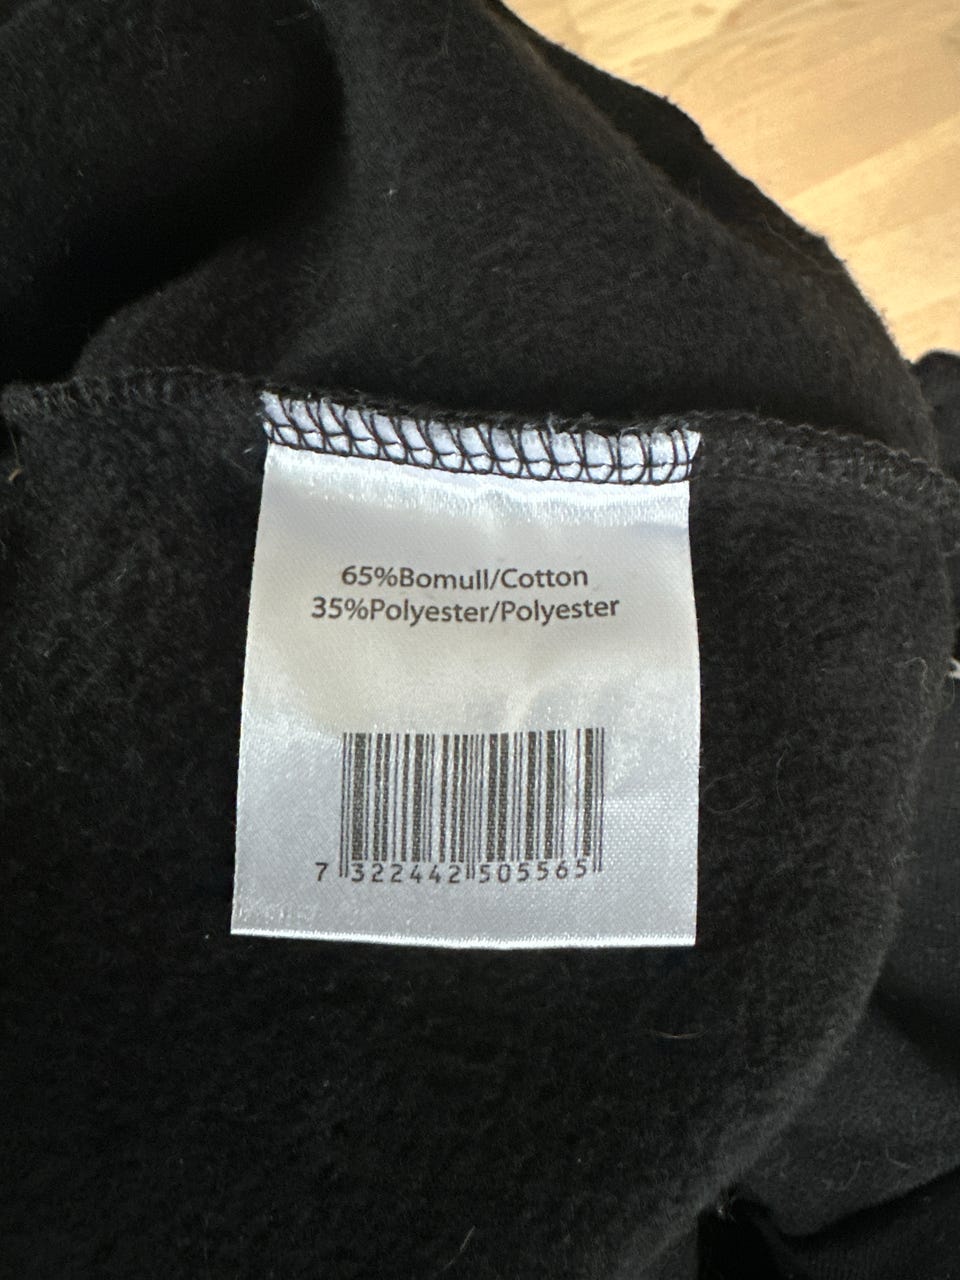 65%Bomull/Cotton
35%Polyester/Polyester
7 322442 505565